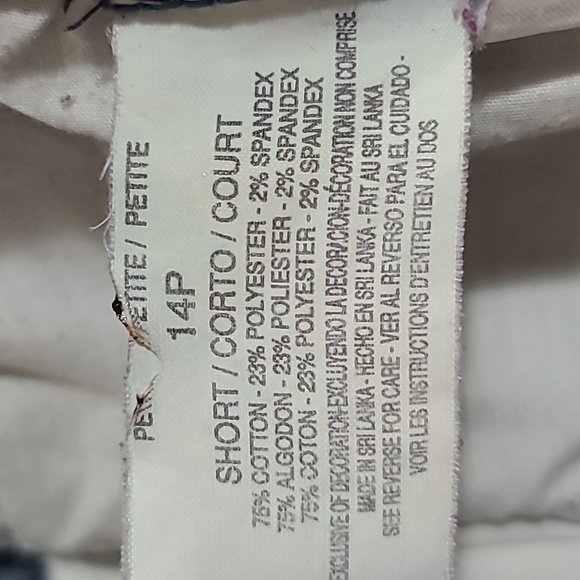 PETITE / PETITE
14P
SHORT / CORTO / COURT
75% COTTON - 23% POLYESTER - 2% SPANDEX
75% ALGODON - 23% POLIESTER - 2% SPANDEX
75% COTON - 23% POLYESTER - 2% SPANDEX
EXCLUSIVE OF DECORATION-EXCLUYENDO LA DECORACION-DÉCORATION NON COMPRISE
MADE IN SRI LANKA - HECHO EN SRI LANKA - FAIT AU SRI LANKA
SEE REVERSE FOR CARE - VER AL REVERSO PARA EL CUIDADO -
VOIR LES INSTRUCTIONS D'ENTRETIEN AU DOS